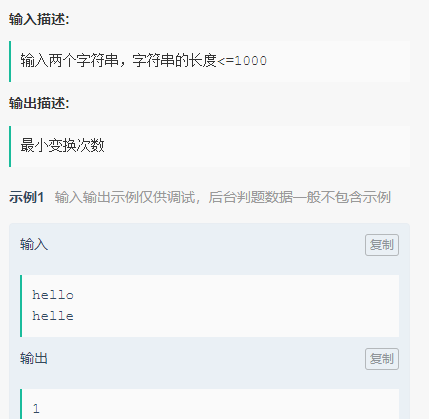 输入描述:
输入两个字符串，字符串的长度<=1000
输出描述:
最小变换次数
示例1 输入输出示例仅供调试，后台判题数据一般不包含示例
输入 复制
hello
helle
输出 复制
1